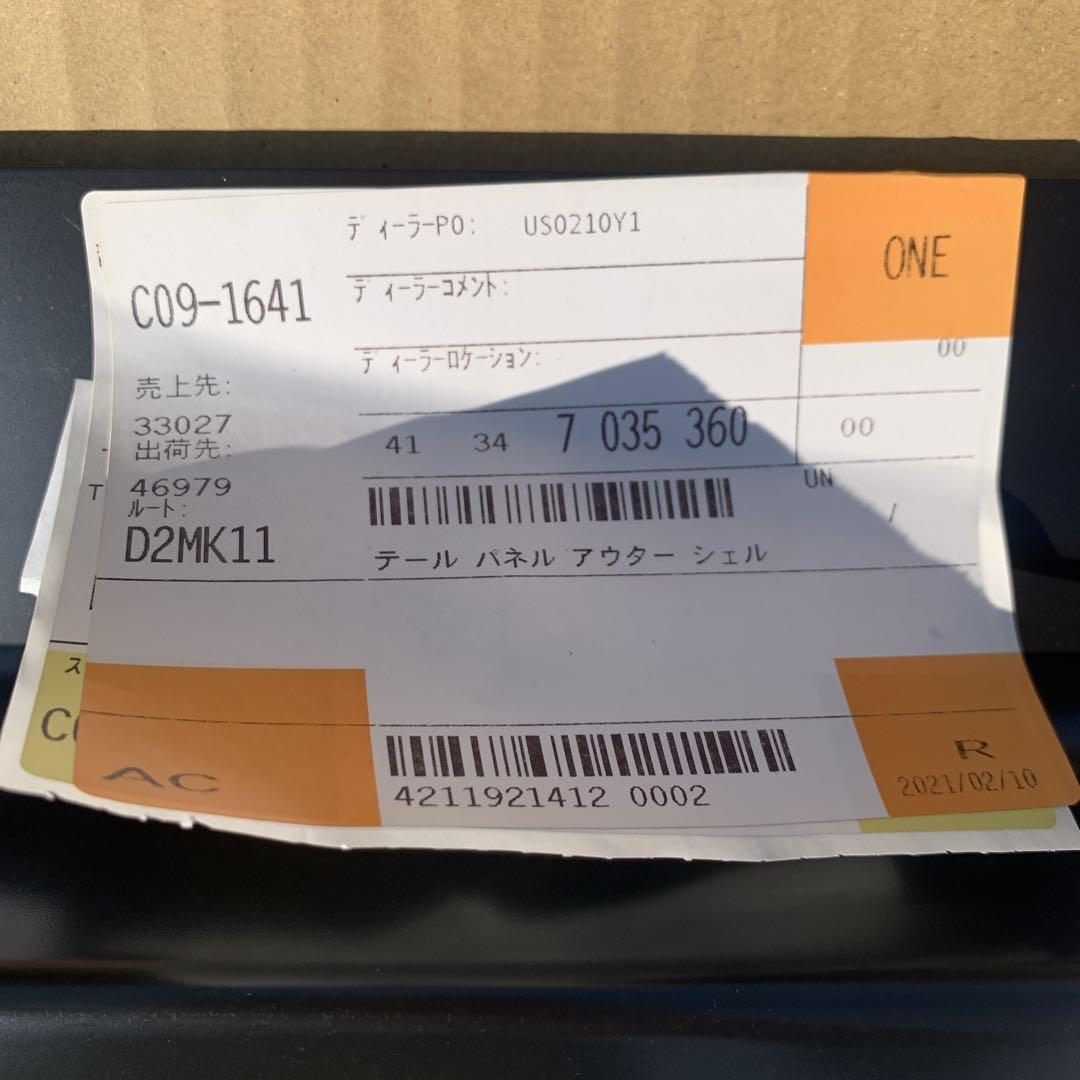 ﾃﾞｨｰﾗｰPO: US0210Y1
ONE
C09-1641
ﾃﾞｨｰﾗｰｺﾒﾝﾄ:
ﾃﾞｨｰﾗｰﾛｹｰｼｮﾝ:
00
売上先:
33027
出荷先:
41 34 7 035 360
00
46979
UN
/
ﾙｰﾄ:
D2MK11
テール パネル アウター シェル
T
ス
AC
4211921412 0002
R
2021/02/10